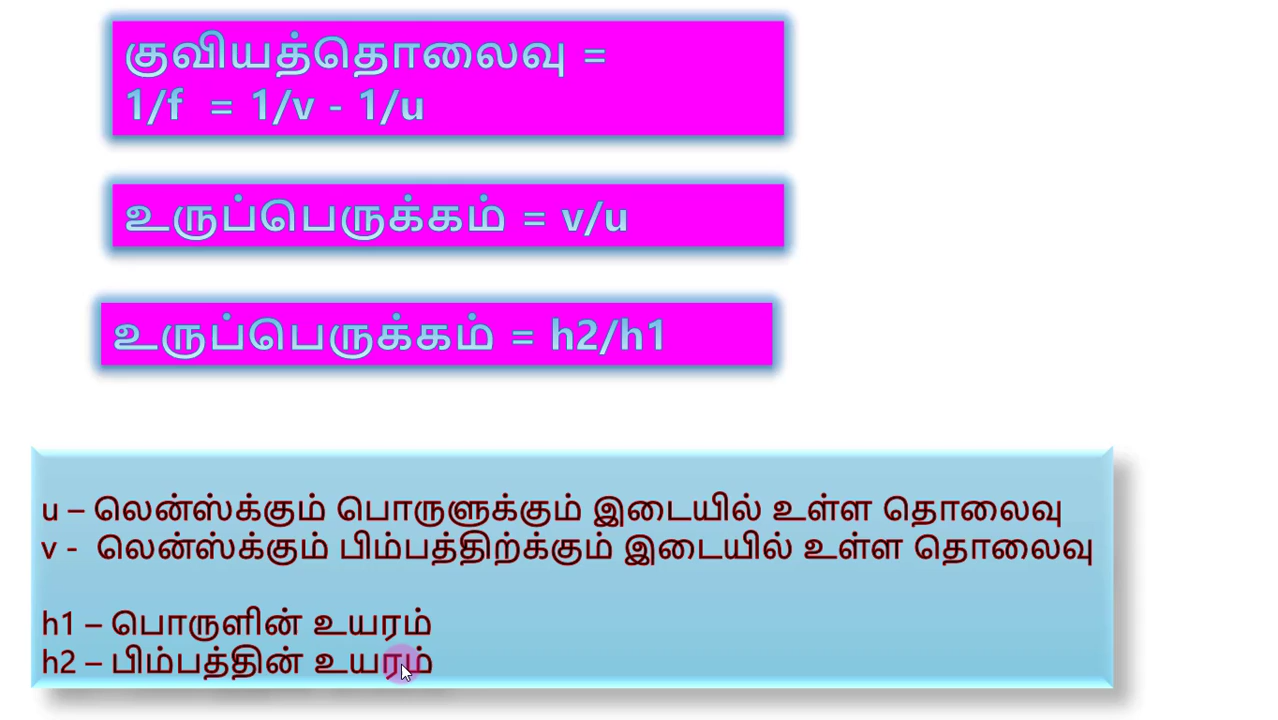 குவியத்தொலைவு =
1/f = 1/v - 1/u
உருப்பெருக்கம் = v/u
உருப்பெருக்கம் = h2/h1
u – லென்ஸ்க்கும் பொருளுக்கும் இடையில் உள்ள தொலைவு
v - லென்ஸ்க்கும் பிம்பத்திற்க்கும் இடையில் உள்ள தொலைவு
h1 – பொருளின் உயரம்
h2 – பிம்பத்தின் உயரம்